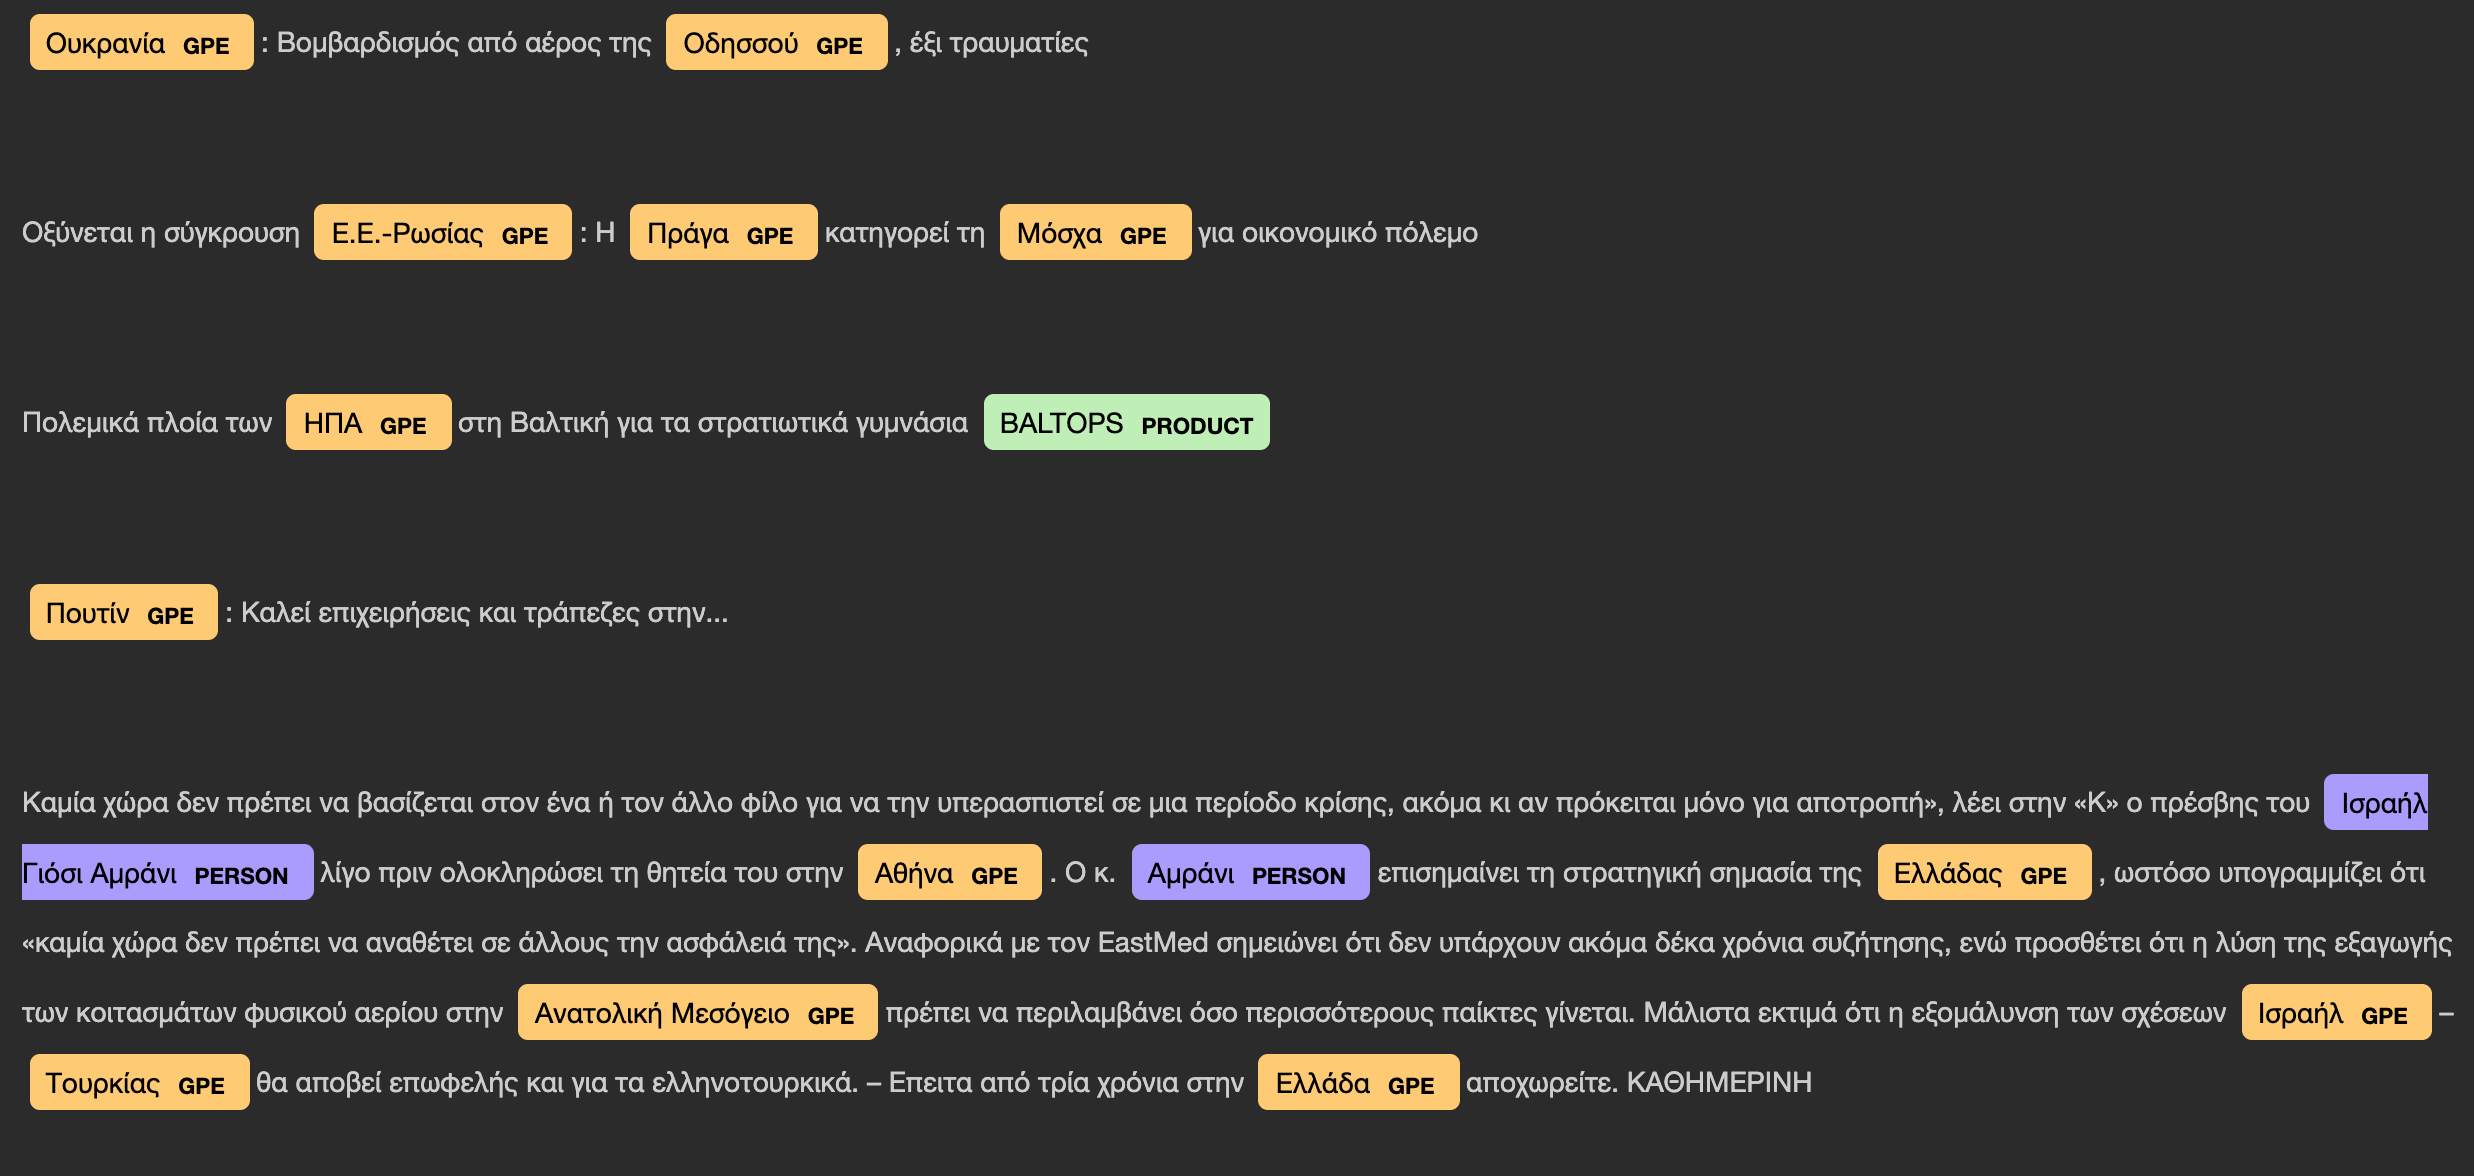 Ουκρανία GPE : Βομβαρδισμός από αέρος της Οδησσού GPE , έξι τραυματίες
Οξύνεται η σύγκρουση Ε.Ε.-Ρωσίας GPE : Η Πράγα GPE κατηγορεί τη Μόσχα GPE για οικονομικό πόλεμο
Πολεμικά πλοία των ΗΠΑ GPE στη Βαλτική για τα στρατιωτικά γυμνάσια BALTOPS PRODUCT
Πουτίν GPE : Καλεί επιχειρήσεις και τράπεζες στην...
Καμία χώρα δεν πρέπει να βασίζεται στον ένα ή τον άλλο φίλο για να την υπερασπιστεί σε μια περίοδο κρίσης, ακόμα κι αν πρόκειται μόνο για αποτροπή», λέει στην «Κ» ο πρέσβης του Ισραήλ
Γιόσι Αμράνι PERSON λίγο πριν ολοκληρώσει τη θητεία του στην Αθήνα GPE . Ο κ. Αμράνι PERSON επισημαίνει τη στρατηγική σημασία της Ελλάδας GPE , ωστόσο υπογραμμίζει ότι
«καμία χώρα δεν πρέπει να αναθέτει σε άλλους την ασφάλειά της». Αναφορικά με τον EastMed σημειώνει ότι δεν υπάρχουν ακόμα δέκα χρόνια συζήτησης, ενώ προσθέτει ότι η λύση της εξαγωγής
των κοιτασμάτων φυσικού αερίου στην Ανατολική Μεσόγειο GPE πρέπει να περιλαμβάνει όσο περισσότερους παίκτες γίνεται. Μάλιστα εκτιμά ότι η εξομάλυνση των σχέσεων Ισραήλ GPE –
Τουρκίας GPE θα αποβεί επωφελής και για τα ελληνοτουρκικά. – Επειτα από τρία χρόνια στην Ελλάδα GPE αποχωρείτε. ΚΑΘΗΜΕΡΙΝΗ